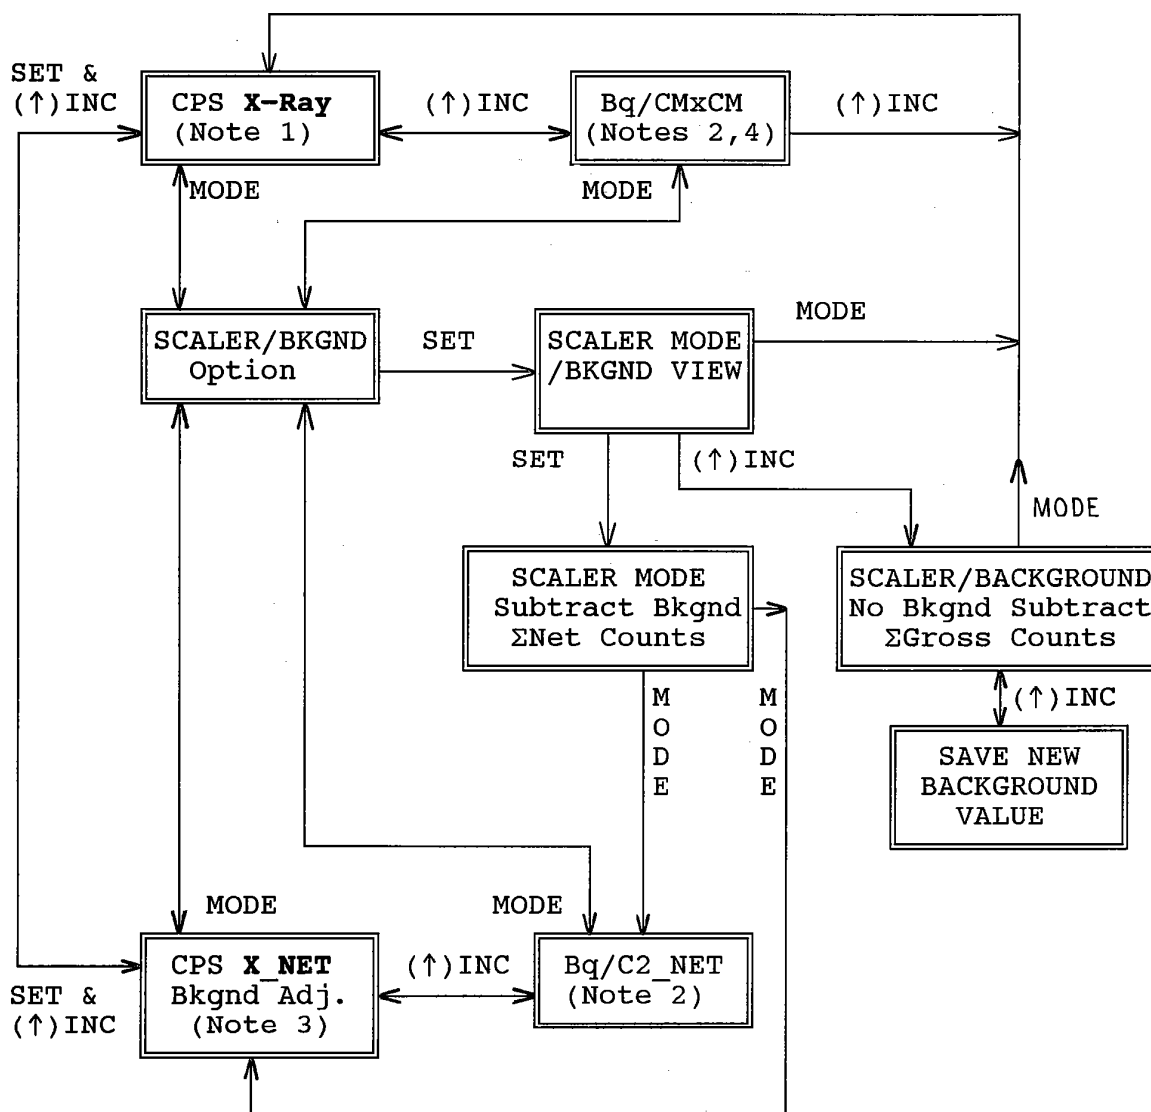 SET &
(↑)INC
CPS X-Ray
(Note 1)
(↑)INC
Bq/CMxCM
(Notes 2,4)
(↑)INC
MODE
MODE
SCALER/BKGND
Option
SET
SCALER MODE
/BKGND VIEW
MODE
SET
(↑)INC
MODE
SCALER MODE
Subtract Bkgnd
ΣNet Counts
SCALER/BACKGROUND
No Bkgnd Subtract
ΣGross Counts
MODE
MODE
(↑)INC
SAVE NEW
BACKGROUND
VALUE
MODE
MODE
CPS X_NET
Bkgnd Adj.
(Note 3)
(↑)INC
Bq/C2_NET
(Note 2)
SET &
(↑)INC